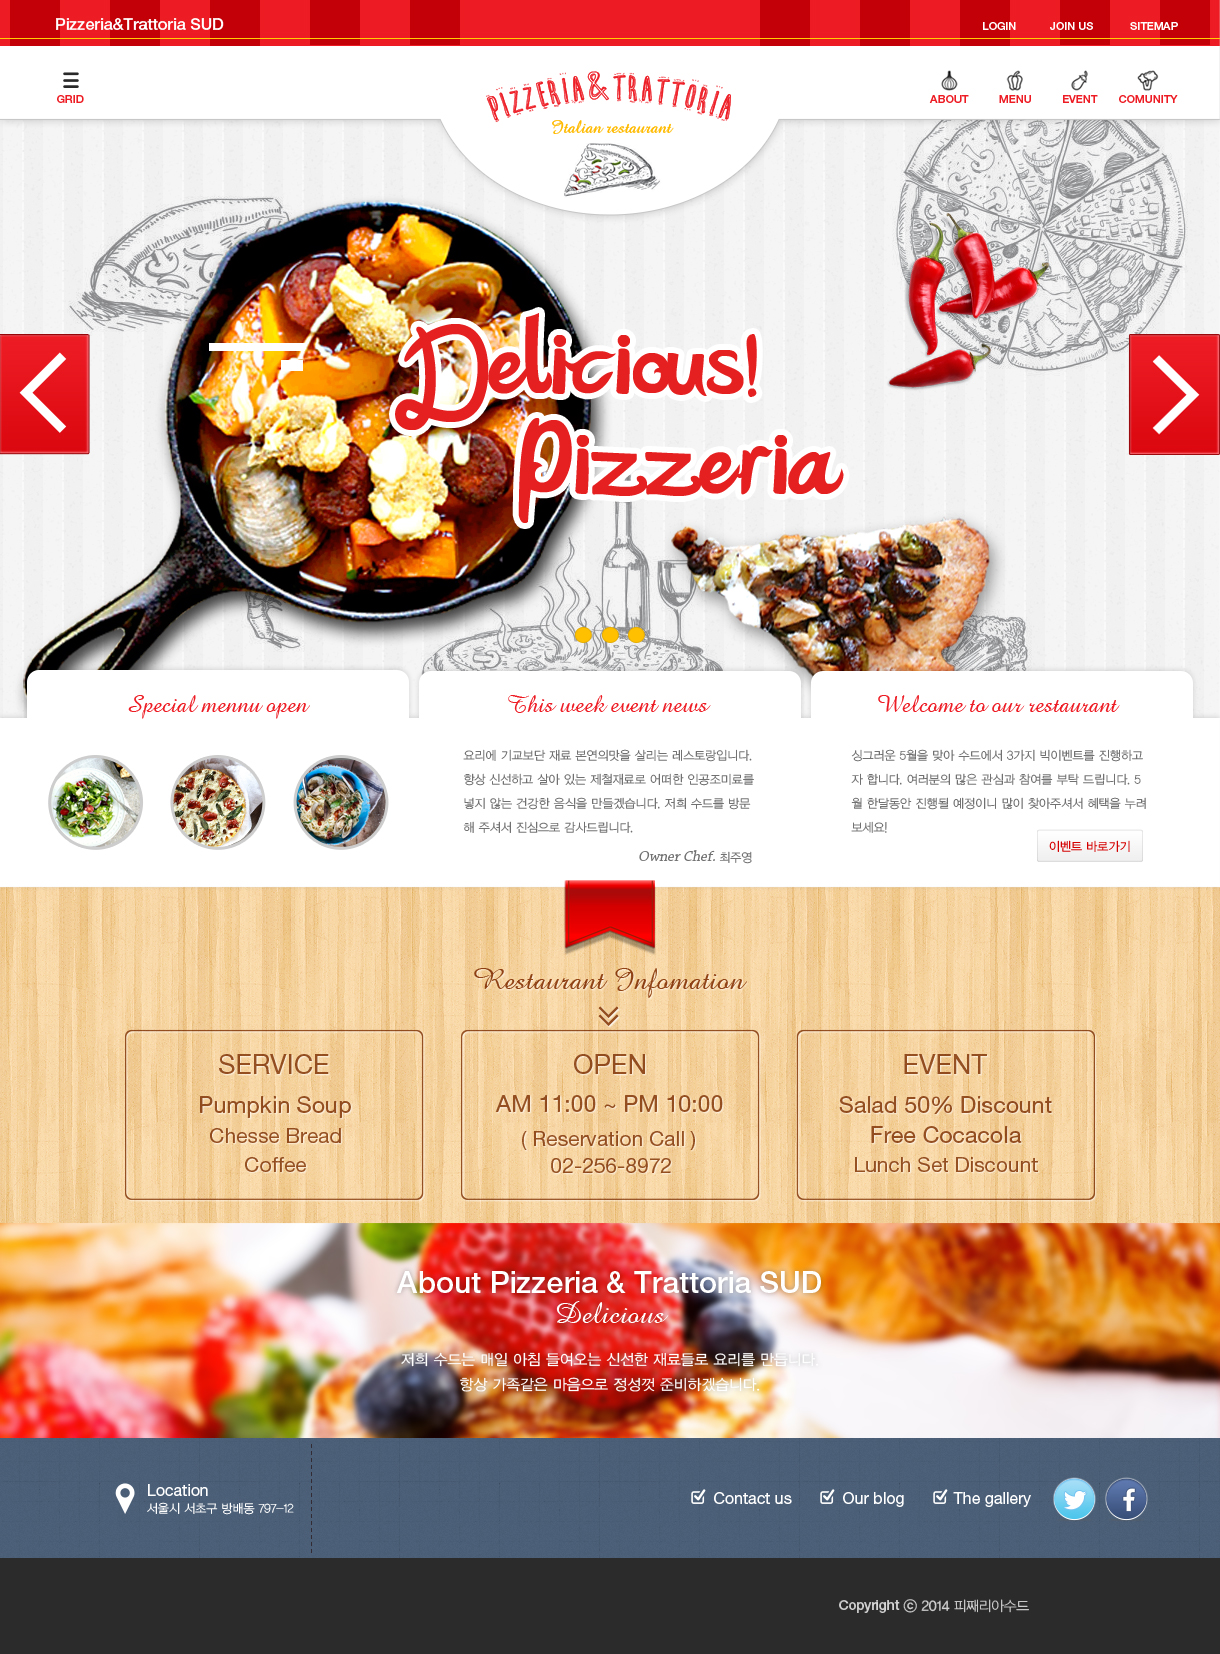 Pizzeria&Trattoria SUD
LOGIN JOIN US SITEMAP
GRID
PIZZERIA&TRATTORIA
Italian restaurant
ABOUT MENU EVENT COMUNITY
Delicious!
Pizzeria
Special mennu open
This week event news
Welcome to our restaurant
요리에 기교보단 재료 본연의맛을 살리는 레스토랑입니다.
항상 신선하고 살아 있는 제철재료로 어떠한 인공조미료를
넣지 않는 건강한 음식을 만들겠습니다. 저희 수드를 방문
해 주셔서 진심으로 감사드립니다.
Owner Chef. 최주영
싱그러운 5월을 맞아 수드에서 3가지 빅이벤트를 진행하고
자 합니다. 여러분의 많은 관심과 참여를 부탁 드립니다. 5
월 한달동안 진행될 예정이니 많이 찾아주셔서 혜택을 누려
보세요!
이벤트 바로가기
Restaurant Infomation
SERVICE
Pumpkin Soup
Chesse Bread
Coffee
OPEN
AM 11:00 ~ PM 10:00
( Reservation Call )
02-256-8972
EVENT
Salad 50% Discount
Free Cocacola
Lunch Set Discount
About Pizzeria & Trattoria SUD
Delicious
저희 수드는 매일 아침 들여오는 신선한 재료들로 요리를 만듭니다.
항상 가족같은 마음으로 정성껏 준비하겠습니다.
Location
서울시 서초구 방배동 797-12
Contact us Our blog The gallery
Copyright ⓒ 2014 피째리아수드